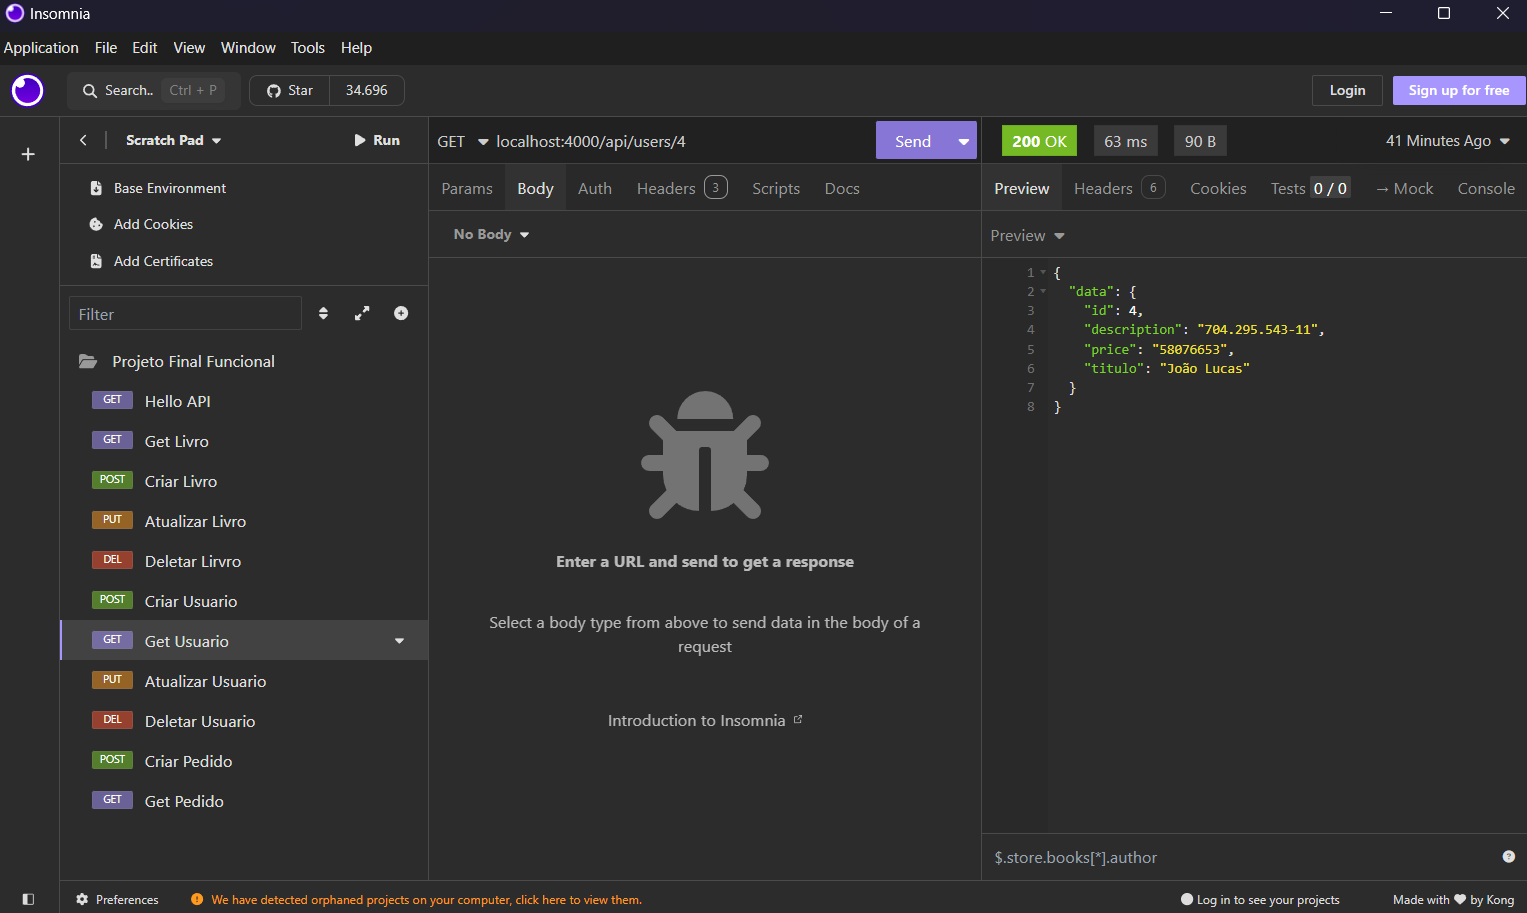 Insomnia
Application File Edit View Window Tools Help
Search.. Ctrl + P Star 34.696 Login Sign up for free
Scratch Pad Run
Base Environment
Add Cookies
Add Certificates
Filter
Projeto Final Funcional
GET Hello API
GET Get Livro
POST Criar Livro
PUT Atualizar Livro
DEL Deletar Lirvro
POST Criar Usuario
GET Get Usuario
PUT Atualizar Usuario
DEL Deletar Usuario
POST Criar Pedido
GET Get Pedido
GET localhost:4000/api/users/4 Send
Params Body Auth Headers 3 Scripts Docs
No Body
Enter a URL and send to get a response
Select a body type from above to send data in the body of a
request
Introduction to Insomnia
200 OK 63 ms 90 B 41 Minutes Ago
Preview Headers 6 Cookies Tests 0 / 0 → Mock Console
Preview
1 {
2 "data": {
3 "id": 4,
4 "description": "704.295.543-11",
5 "price": "58076653",
6 "titulo": "João Lucas"
7 }
8 }
$.store.books[*].author
Preferences We have detected orphaned projects on your computer, click here to view them. Log in to see your projects Made with ❤ by Kong